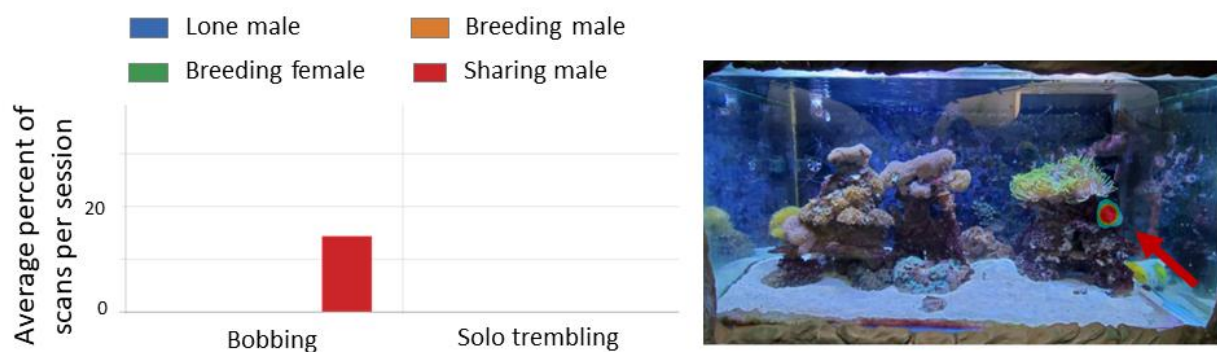 Lone male
Breeding male
Breeding female
Sharing male
Average percent of
scans per session
20
0
Bobbing
Solo trembling